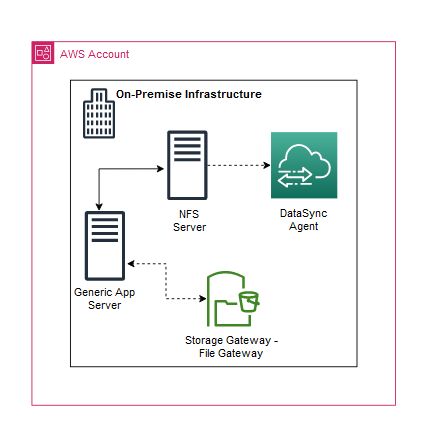 AWS Account
On-Premise Infrastructure
NFS
Server
DataSync
Agent
Generic App
Server
Storage Gateway -
File Gateway